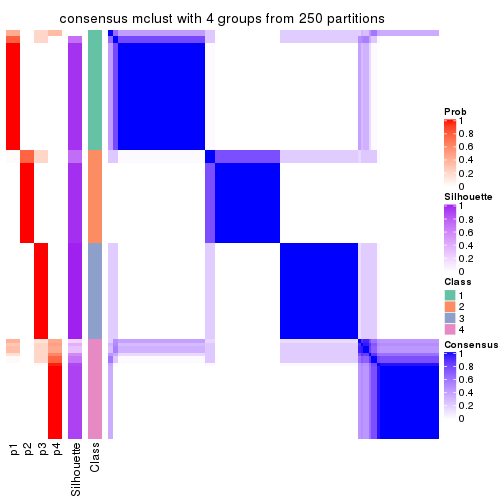 consensus mclust with 4 groups from 250 partitions
Prob
1
0.8
0.6
0.4
0.2
0
Silhouette
1
0.8
0.6
0.4
0.2
0
Class
1
2
3
4
Consensus
1
0.8
0.6
0.4
0.2
0
p1
p2
p3
p4
Silhouette
Class